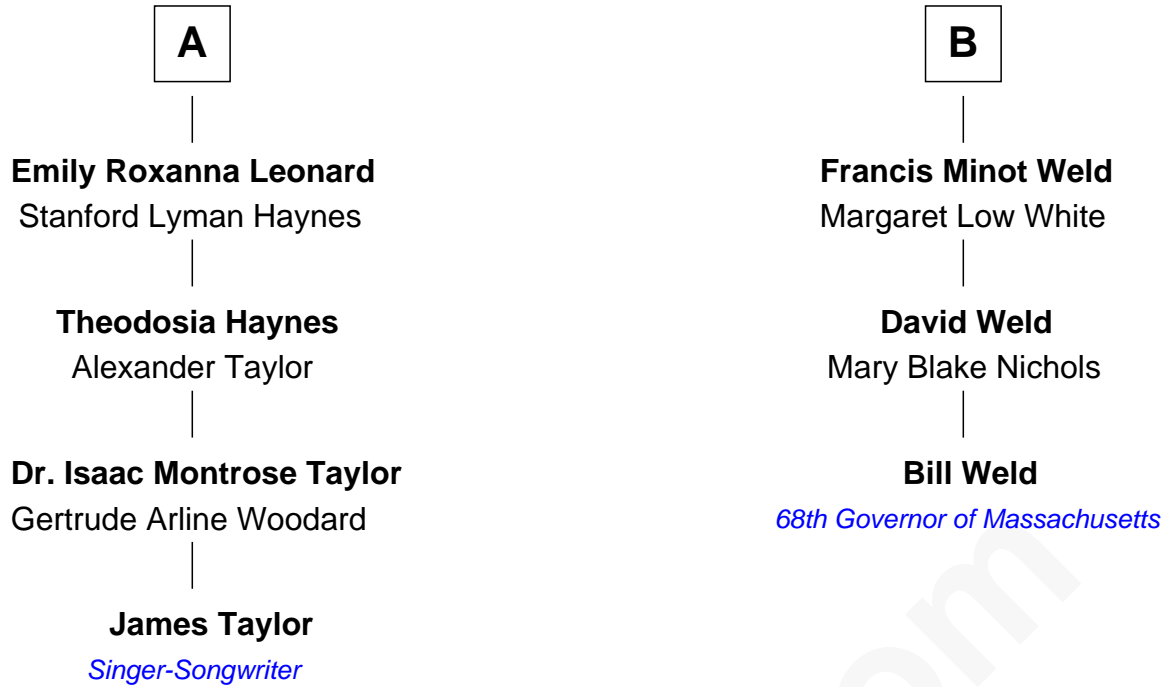 A
Emily Roxanna Leonard
Stanford Lyman Haynes
Theodosia Haynes
Alexander Taylor
Dr. Isaac Montrose Taylor
Gertrude Arline Woodard
James Taylor
Singer-Songwriter
B
Francis Minot Weld
Margaret Low White
David Weld
Mary Blake Nichols
Bill Weld
68th Governor of Massachusetts
om